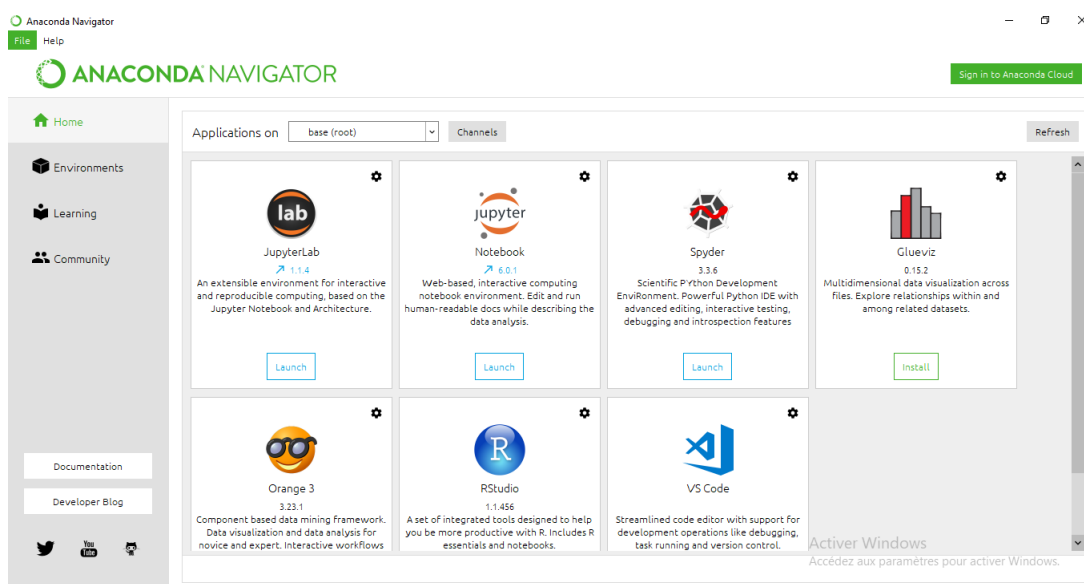 Anaconda Navigator
File Help
ANACONDA NAVIGATOR
Sign in to Anaconda Cloud
Home
Environments
Learning
Community
Documentation
Developer Blog
You
Tube
Applications on base (root) Channels Refresh
lab
JupyterLab
1.1.4
An extensible environment for interactive
and reproducible computing, based on the
Jupyter Notebook and Architecture.
Launch
jupyter
Notebook
6.0.1
Web-based, interactive computing
notebook environment. Edit and run
human-readable docs while describing the
data analysis.
Launch
Spyder
3.3.6
Scientific PYthon Development
EnviRonment. Powerful Python IDE with
advanced editing, interactive testing,
debugging and introspection features
Launch
Glueviz
0.15.2
Multidimensional data visualization across
files. Explore relationships within and
among related datasets.
Install
Orange 3
3.23.1
Component based data mining framework.
Data visualization and data analysis for
novice and expert. Interactive workflows
R
RStudio
1.1.456
A set of integrated tools designed to help
you be more productive with R. Includes R
essentials and notebooks.
VS Code
Streamlined code editor with support for
development operations like debugging,
task running and version control.
Activer Windows
Accédez aux paramètres pour activer Windows.